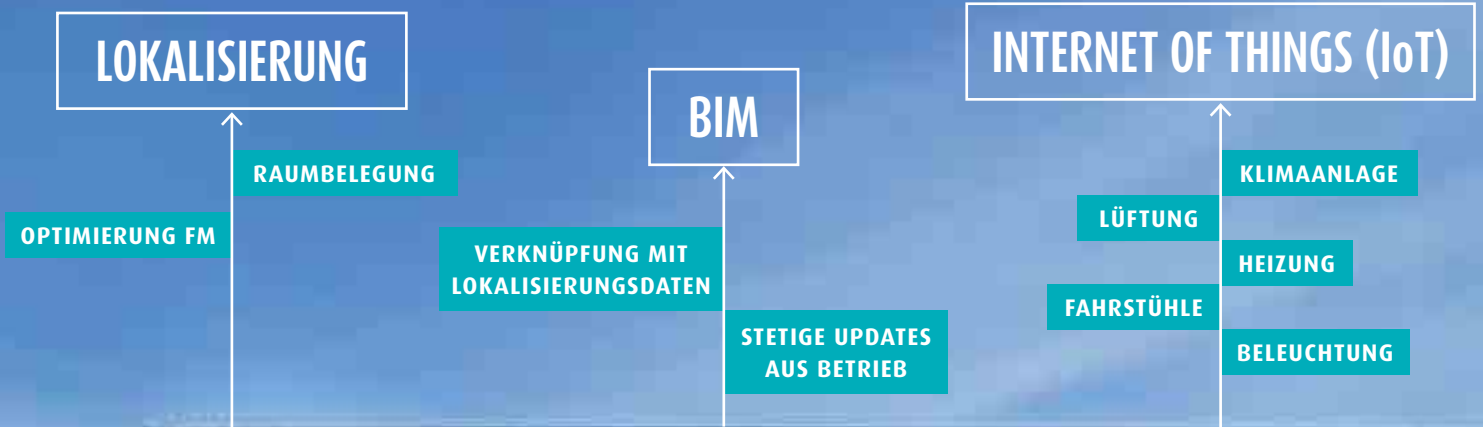 LOKALISIERUNG
RAUMBELEGUNG
OPTIMIERUNG FM
BIM
VERKNÜPFUNG MIT
LOKALISIERUNGSDATEN
STETIGE UPDATES
AUS BETRIEB
INTERNET OF THINGS (IoT)
KLIMAANLAGE
LÜFTUNG
HEIZUNG
FAHRSTÜHLE
BELEUCHTUNG